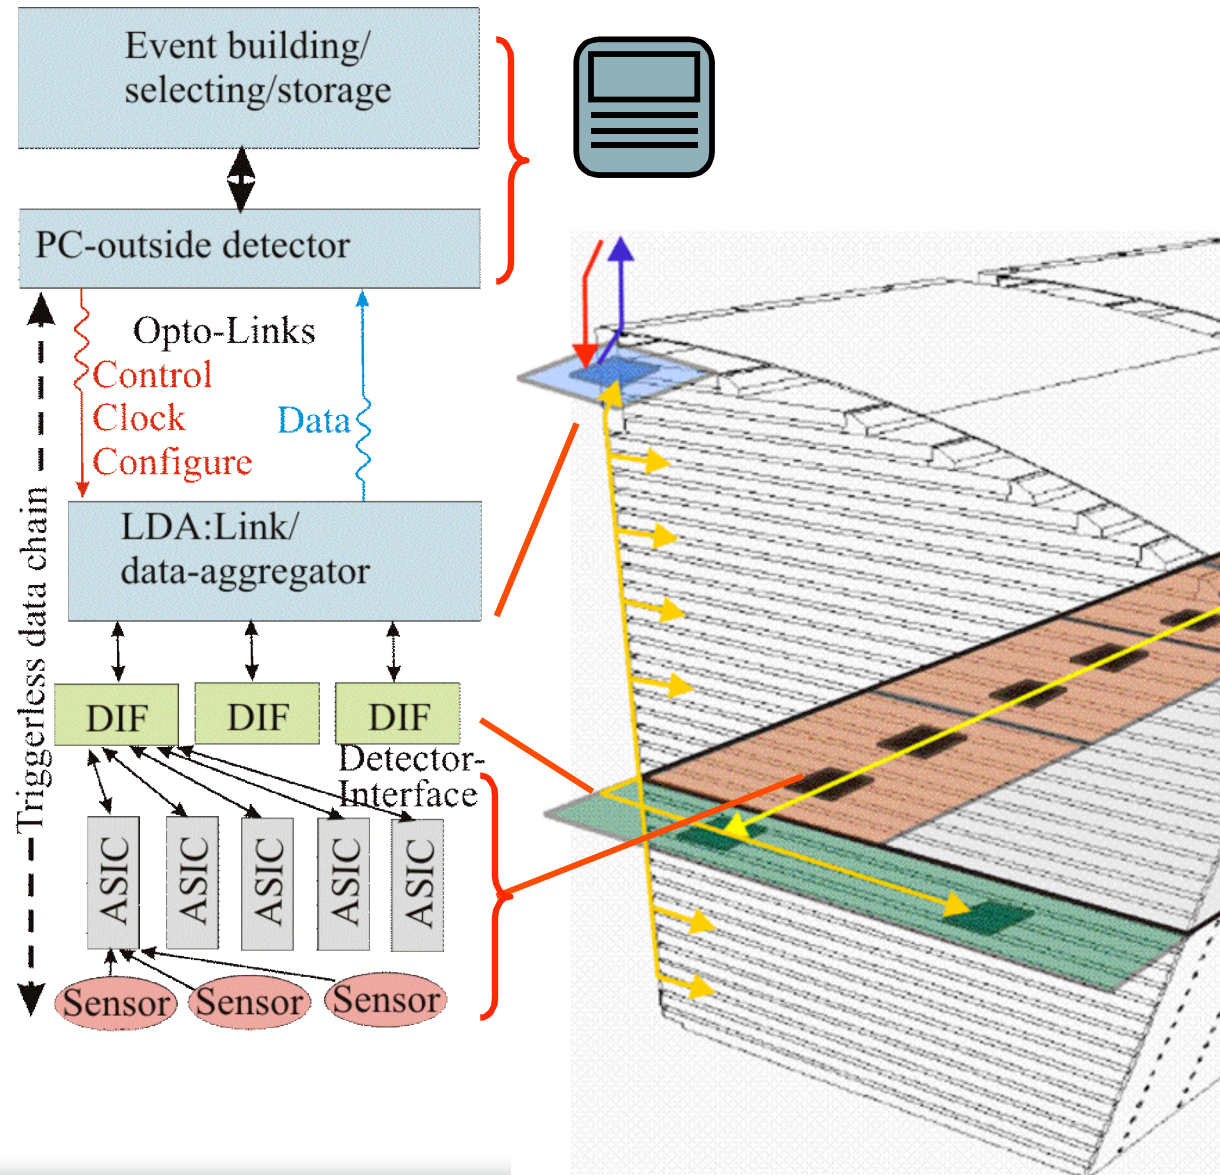 Event building/
selecting/storage
PC-outside detector
Opto-Links
Control
Clock
Configure
Data
Triggerless data chain
LDA:Link/
data-aggregator
DIF
DIF
DIF
Detector-
Interface
ASIC
ASIC
ASIC
ASIC
ASIC
Sensor
Sensor
Sensor